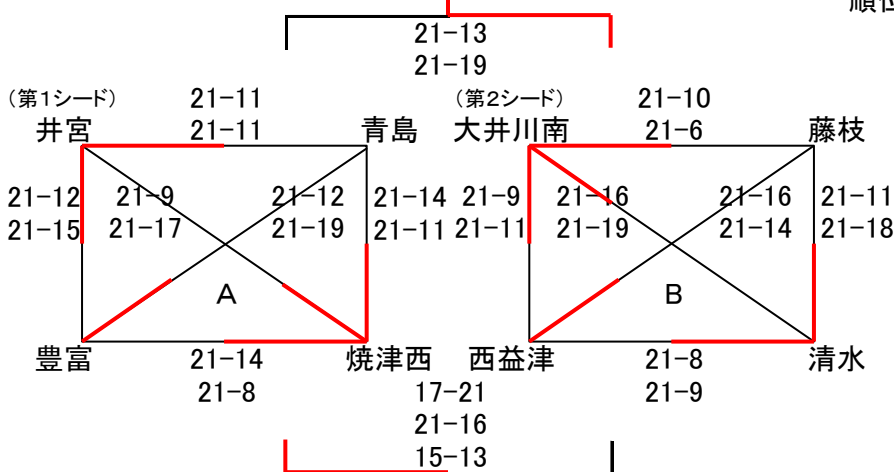 順位
21-13
21-19
(第1シード) 21-11 (第2シード) 21-10
井宮 21-11 青島 大井川南 21-6 藤枝
21-12 21-9 21-12 21-14 21-9 21-16 21-16 21-11
21-15 21-17 21-19 21-11 21-11 21-19 21-14 21-18
A B
豊富 21-14 焼津西 西益津 21-8 清水
21-8 17-21 21-9
21-16
15-13